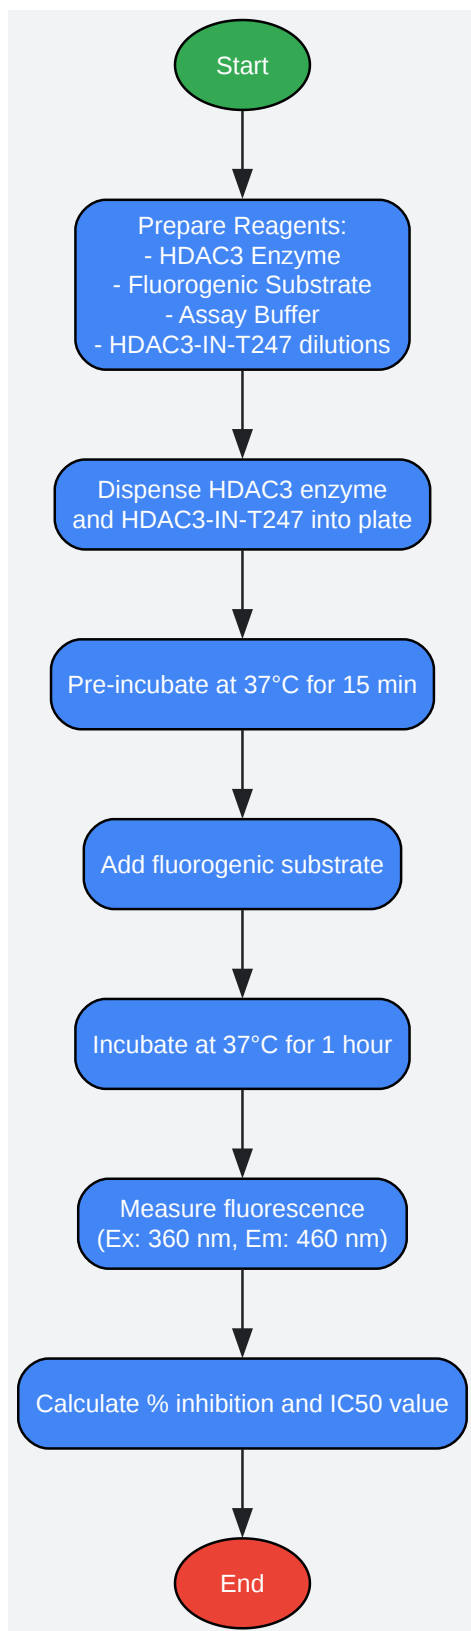 Start
Prepare Reagents:
- HDAC3 Enzyme
- Fluorogenic Substrate
- Assay Buffer
- HDAC3-IN-T247 dilutions
Dispense HDAC3 enzyme
and HDAC3-IN-T247 into plate
Pre-incubate at 37°C for 15 min
Add fluorogenic substrate
Incubate at 37°C for 1 hour
Measure fluorescence
(Ex: 360 nm, Em: 460 nm)
Calculate % inhibition and IC50 value
End